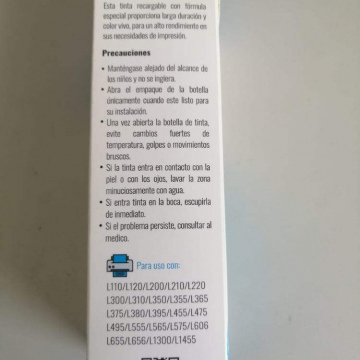 Esta tinta recargable con fórmula
especial proporciona larga duración y
color vivo, para un alto rendimiento en
sus necesidades de impresión.
Precauciones
• Manténgase alejado del alcance de
los niños y no se ingiera.
• Abra el empaque de la botella
únicamente cuando este listo para
su instalación.
• Una vez abierta la botella de tinta,
evite cambios fuertes de
temperatura, golpes o movimientos
bruscos.
• Si la tinta entra en contacto con la
piel o con los ojos, lavar la zona
minuciosamente con agua.
• Si entra tinta en la boca, escupirla
de inmediato.
• Si el problema persiste, consultar al
medico.
Para uso con:
L110/L120/L200/L210/L220
L300/L310/L350/L355/L365
L375/L380/L395/L455/L475
L495/L555/L565/L575/L606
L655/L656/L1300/L1455